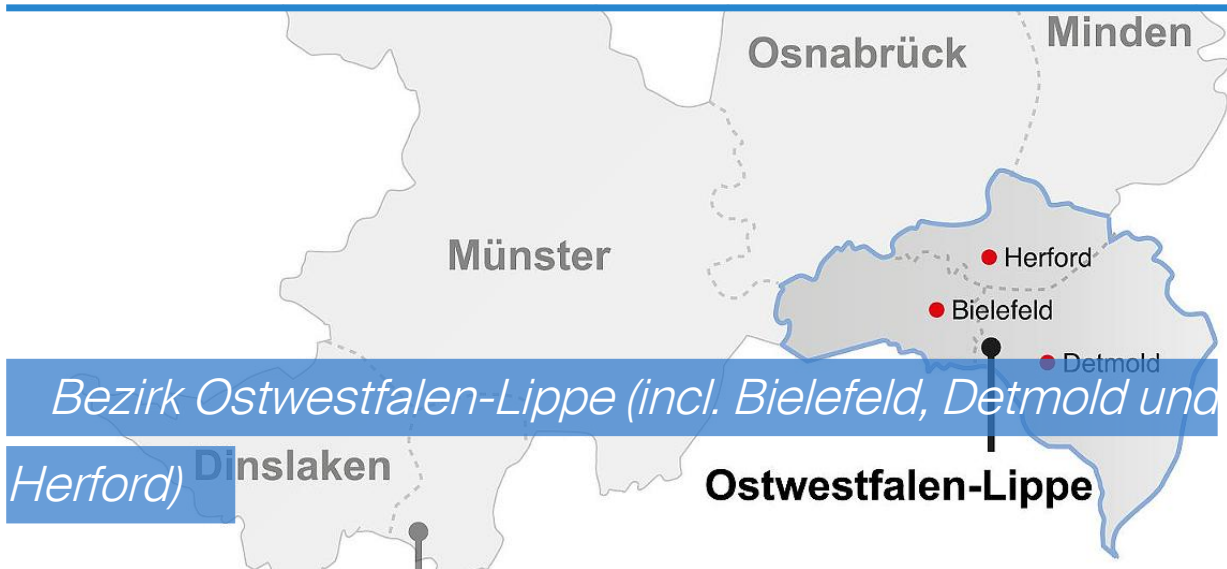 Minden
Osnabrück
Münster
Herford
Bielefeld
Detmold
Bezirk Ostwestfalen-Lippe (incl. Bielefeld, Detmold und
Herford)
Dinslaken
Ostwestfalen-Lippe